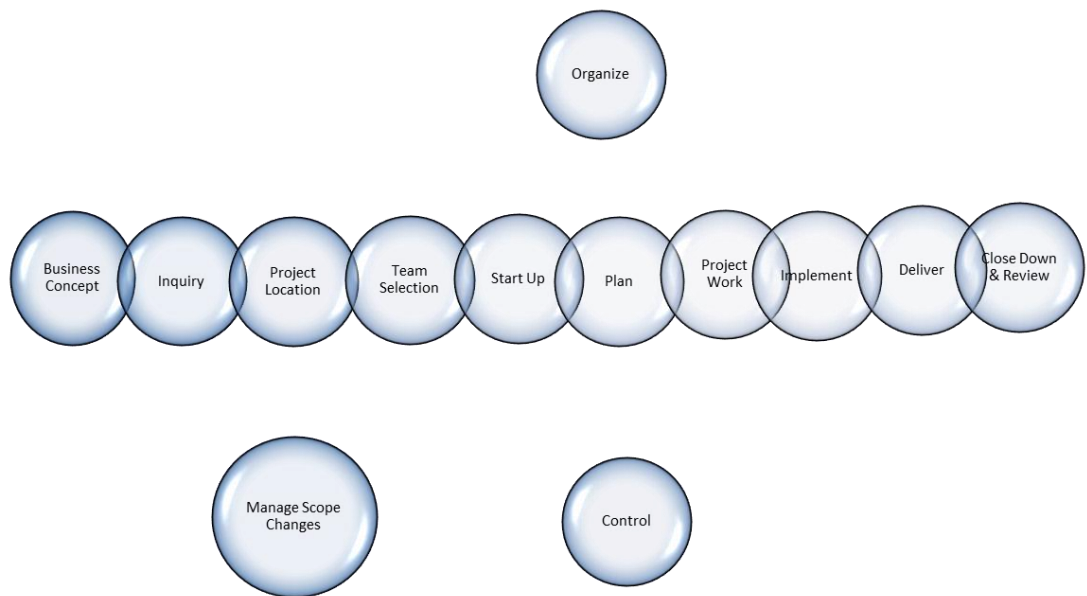 Organize
Business
Concept
Inquiry
Project
Location
Team
Selection
Start Up
Plan
Project
Work
Implement
Deliver
Close Down
& Review
Manage Scope
Changes
Control